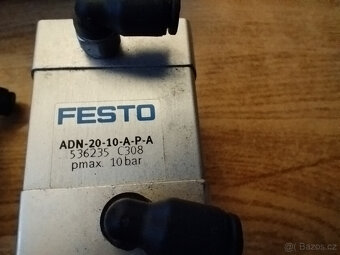 FESTO
ADN-20-10-A-P-A
536235 C308
pmax. 10 bar
Bazos.cz